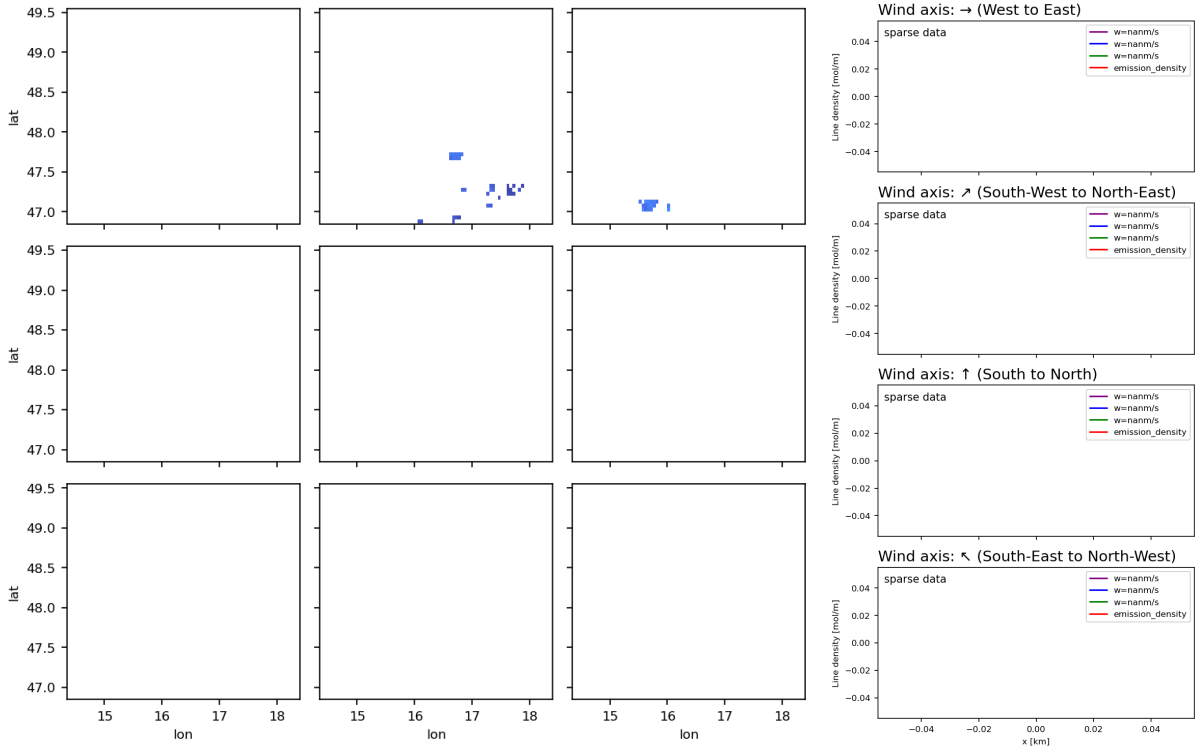 49.5
49.0
48.5
48.0
47.5
47.0
lat
49.5
49.0
48.5
48.0
47.5
47.0
lat
49.5
49.0
48.5
48.0
47.5
47.0
lat
15 16 17 18
lon
15 16 17 18
lon
15 16 17 18
lon
Wind axis: → (West to East)
sparse data
w=nanm/s
w=nanm/s
w=nanm/s
emission_density
0.04
0.02
0.00
−0.02
−0.04
Line density [mol/m]
Wind axis: ↗ (South-West to North-East)
sparse data
w=nanm/s
w=nanm/s
w=nanm/s
emission_density
0.04
0.02
0.00
−0.02
−0.04
Line density [mol/m]
Wind axis: ↑ (South to North)
sparse data
w=nanm/s
w=nanm/s
w=nanm/s
emission_density
0.04
0.02
0.00
−0.02
−0.04
Line density [mol/m]
Wind axis: ↖ (South-East to North-West)
sparse data
w=nanm/s
w=nanm/s
w=nanm/s
emission_density
0.04
0.02
0.00
−0.02
−0.04
Line density [mol/m]
−0.04 −0.02 0.00 0.02 0.04
x [km]